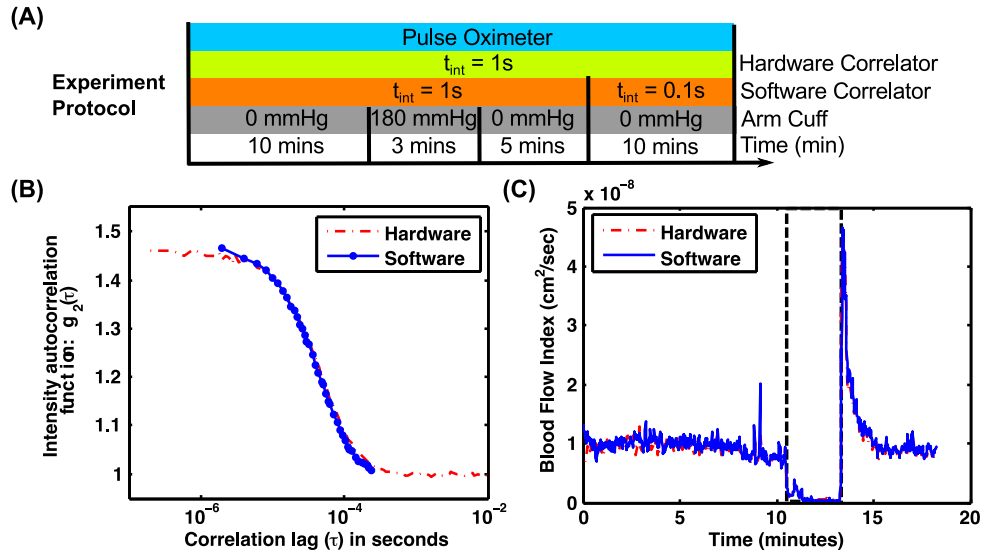 (A)
Pulse Oximeter
t_int = 1s
Hardware Correlator
Experiment Protocol
t_int = 1s t_int = 0.1s
Software Correlator
0 mmHg 180 mmHg 0 mmHg 0 mmHg
Arm Cuff
10 mins 3 mins 5 mins 10 mins
Time (min)
(B)
Intensity autocorrelation
function: g_2(τ)
1.5
1.4
1.3
1.2
1.1
1
Hardware
Software
10^-6 10^-4 10^-2
Correlation lag (τ) in seconds
(C)
x 10^-8
Blood Flow Index (cm^2/sec)
5
4
3
2
1
0
Hardware
Software
0 5 10 15 20
Time (minutes)